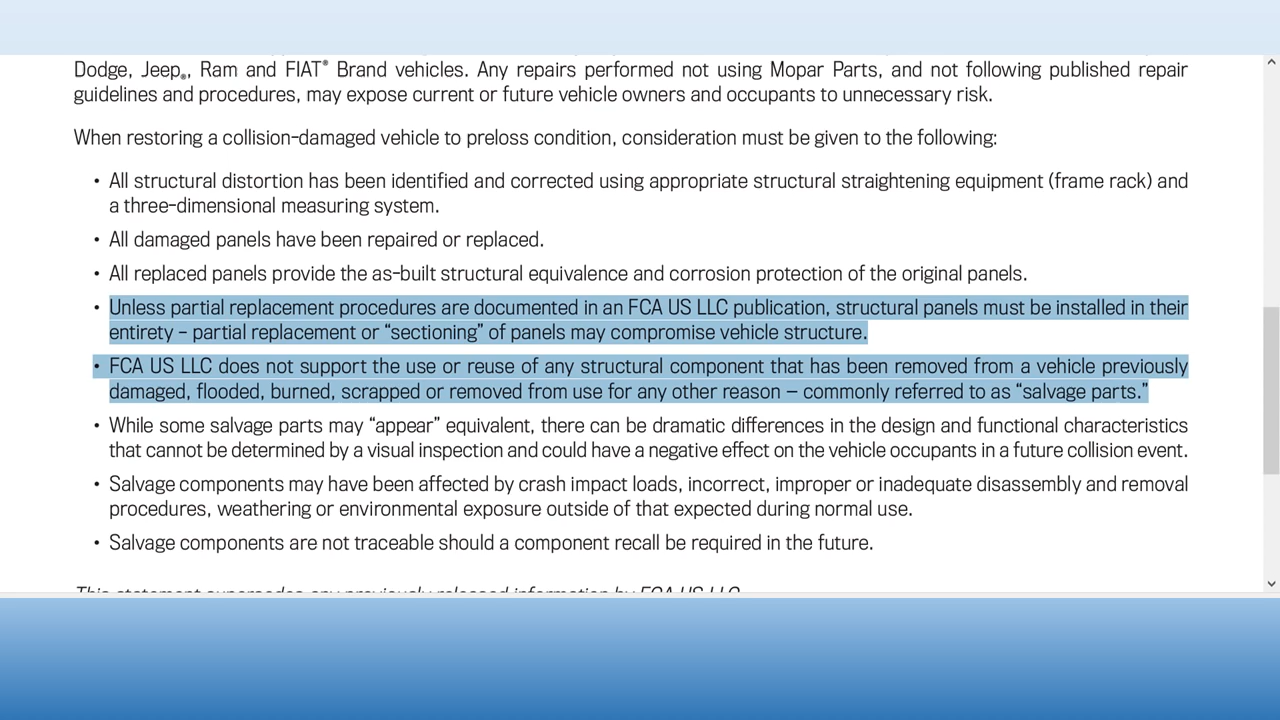 Dodge, Jeep®, Ram and FIAT® Brand vehicles. Any repairs performed not using Mopar Parts, and not following published repair
guidelines and procedures, may expose current or future vehicle owners and occupants to unnecessary risk.
When restoring a collision-damaged vehicle to preloss condition, consideration must be given to the following:
• All structural distortion has been identified and corrected using appropriate structural straightening equipment (frame rack) and
a three-dimensional measuring system.
• All damaged panels have been repaired or replaced.
• All replaced panels provide the as-built structural equivalence and corrosion protection of the original panels.
• Unless partial replacement procedures are documented in an FCA US LLC publication, structural panels must be installed in their
entirety – partial replacement or “sectioning” of panels may compromise vehicle structure.
• FCA US LLC does not support the use or reuse of any structural component that has been removed from a vehicle previously
damaged, flooded, burned, scrapped or removed from use for any other reason — commonly referred to as “salvage parts.”
• While some salvage parts may “appear” equivalent, there can be dramatic differences in the design and functional characteristics
that cannot be determined by a visual inspection and could have a negative effect on the vehicle occupants in a future collision event.
• Salvage components may have been affected by crash impact loads, incorrect, improper or inadequate disassembly and removal
procedures, weathering or environmental exposure outside of that expected during normal use.
• Salvage components are not traceable should a component recall be required in the future.
This statement supersedes any previously released information by FCA US LLC